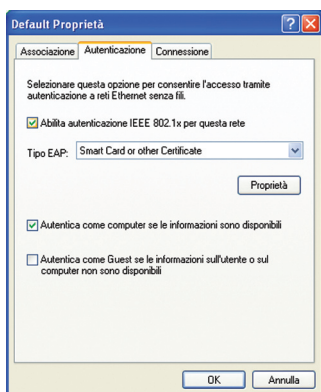 Default Proprietà
Associazione Autenticazione Connessione
Selezionare questa opzione per consentire l'accesso tramite
autenticazione a reti Ethernet senza fili.
Abilita autenticazione IEEE 802.1x per questa rete
Tipo EAP: Smart Card or other Certificate
Proprietà
Autentica come computer se le informazioni sono disponibili
Autentica come Guest se le informazioni sull'utente o sul
computer non sono disponibili
OK Annulla